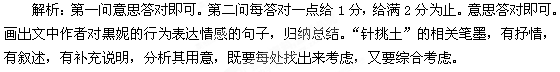 解析：第一问意思答对即可。第二问每答对一点给 1 分，给满 2 分为止。意思答对即可。
画出文中作者对黑妮的行为表达情感的句子，归纳总结。“针挑土”的相关笔墨，有抒情，
有叙述，有补充说明，分析其用意，既要每处找出来考虑，又要综合考虑。